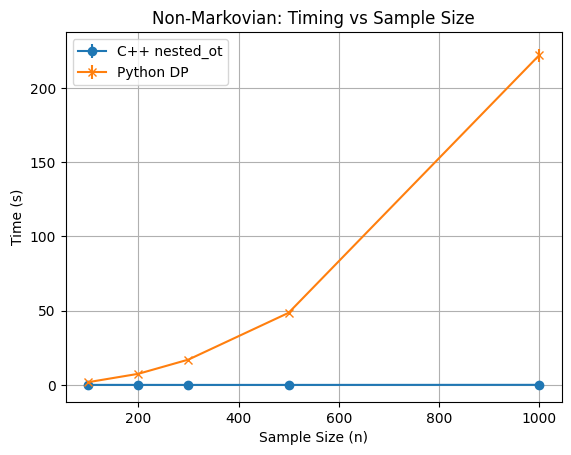 Non-Markovian: Timing vs Sample Size
C++ nested_ot
Python DP
Time (s)
200
150
100
50
0
200
400
600
800
1000
Sample Size (n)